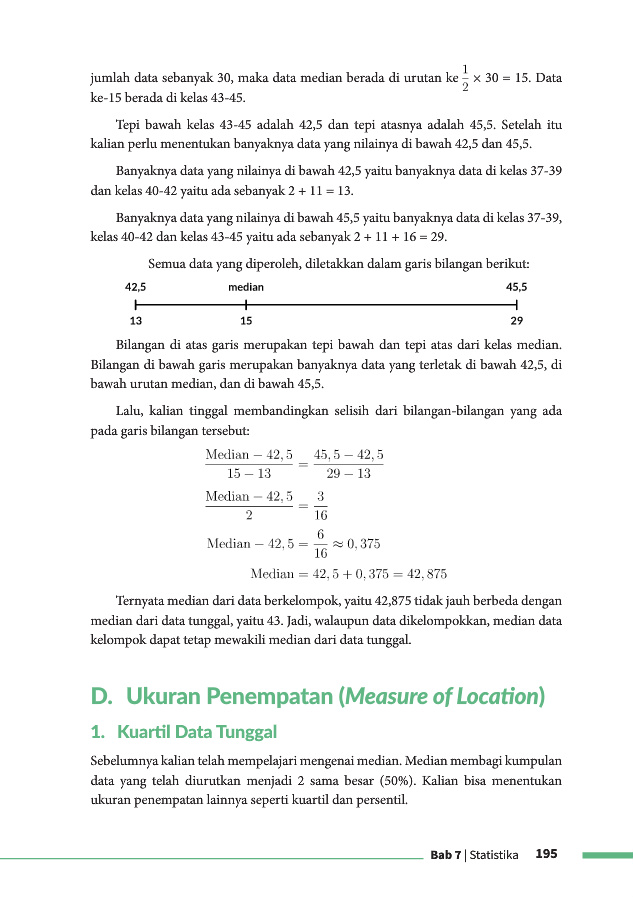 jumlah data sebanyak 30, maka data median berada di urutan ke 1/2 × 30 = 15. Data
ke-15 berada di kelas 43-45.
Tepi bawah kelas 43-45 adalah 42,5 dan tepi atasnya adalah 45,5. Setelah itu
kalian perlu menentukan banyaknya data yang nilainya di bawah 42,5 dan 45,5.
Banyaknya data yang nilainya di bawah 42,5 yaitu banyaknya data di kelas 37-39
dan kelas 40-42 yaitu ada sebanyak 2 + 11 = 13.
Banyaknya data yang nilainya di bawah 45,5 yaitu banyaknya data di kelas 37-39,
kelas 40-42 dan kelas 43-45 yaitu ada sebanyak 2 + 11 + 16 = 29.
Semua data yang diperoleh, diletakkan dalam garis bilangan berikut:
42,5 median 45,5
13 15 29
Bilangan di atas garis merupakan tepi bawah dan tepi atas dari kelas median.
Bilangan di bawah garis merupakan banyaknya data yang terletak di bawah 42,5, di
bawah urutan median, dan di bawah 45,5.
Lalu, kalian tinggal membandingkan selisih dari bilangan-bilangan yang ada
pada garis bilangan tersebut:
(Median − 42,5)/(15 − 13) = (45,5 − 42,5)/(29 − 13)
(Median − 42,5)/2 = 3/16
Median − 42,5 = 6/16 ≈ 0,375
Median = 42,5 + 0,375 = 42,875
Ternyata median dari data berkelompok, yaitu 42,875 tidak jauh berbeda dengan
median dari data tunggal, yaitu 43. Jadi, walaupun data dikelompokkan, median data
kelompok dapat tetap mewakili median dari data tunggal.
D. Ukuran Penempatan (Measure of Location)
1. Kuartil Data Tunggal
Sebelumnya kalian telah mempelajari mengenai median. Median membagi kumpulan
data yang telah diurutkan menjadi 2 sama besar (50%). Kalian bisa menentukan
ukuran penempatan lainnya seperti kuartil dan persentil.
Bab 7 | Statistika 195